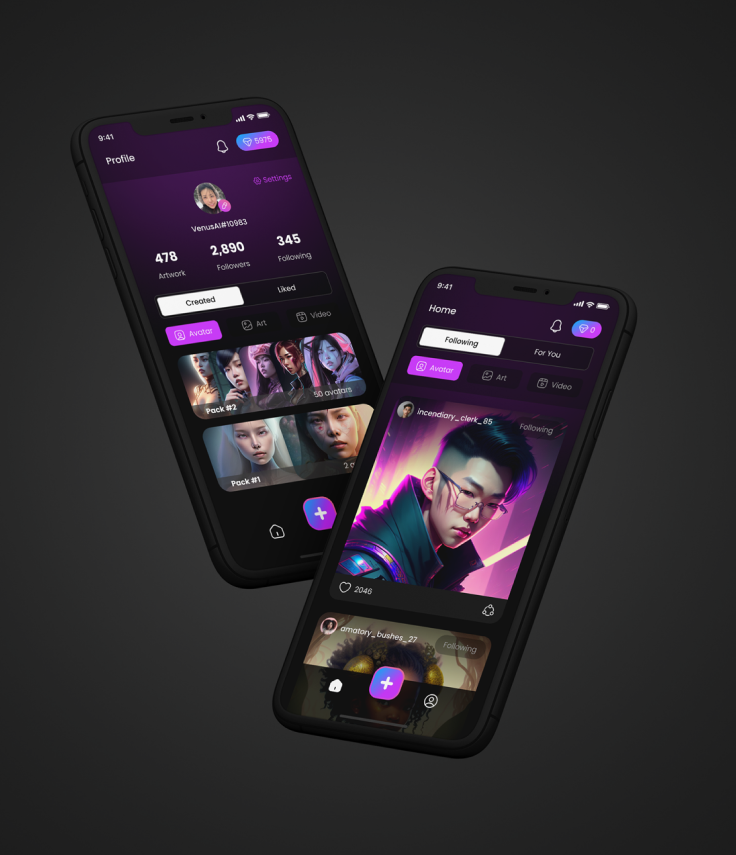 9:41
Profile
5975
Settings
VenusAI#10983
478
2,890
345
Artwork
Followers
Following
Created
Liked
Avatar
Art
Video
Pack #2
50 avatars
Pack #1
9:41
Home
0
Following
For You
Avatar
Art
Video
incendiary_clerk_85
Following
2046
amatory_bushes_27
Following